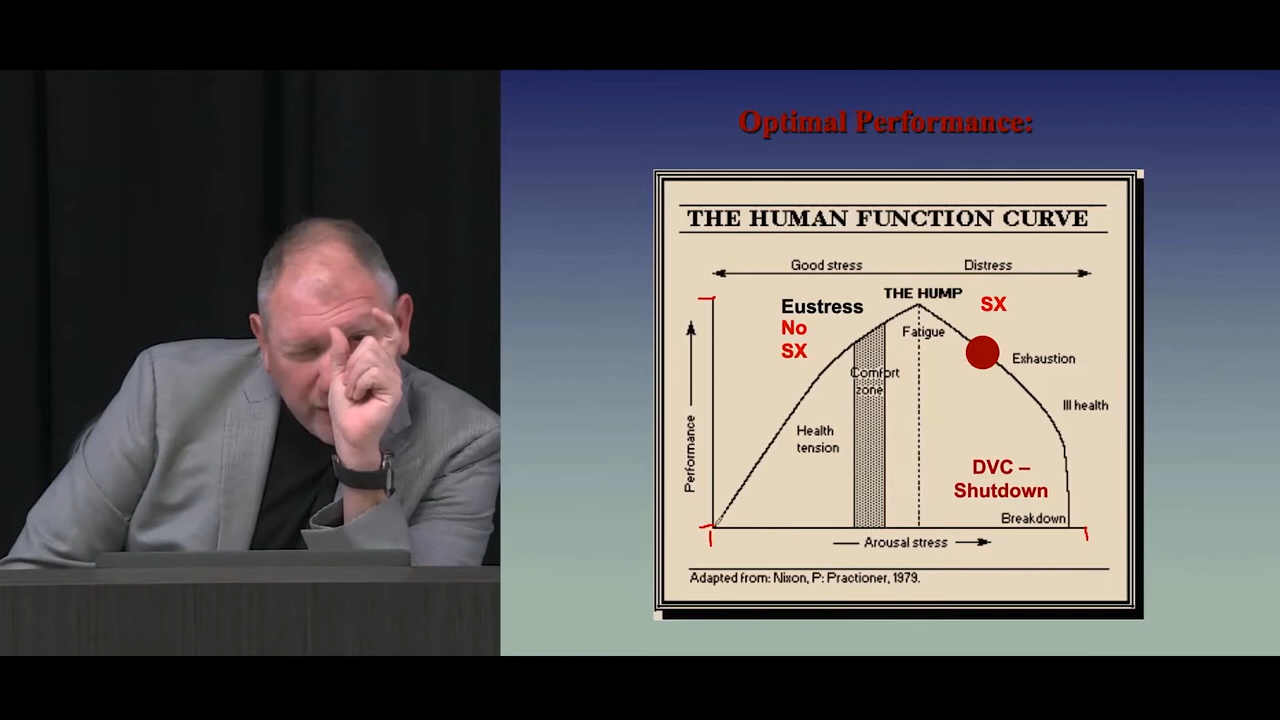 Optimal Performance:
THE HUMAN FUNCTION CURVE
Good stress
Distress
THE HUMP
Eustress
No
SX
SX
Fatigue
Exhaustion
Comfort
zone
Ill health
Health
tension
Performance
DVC –
Shutdown
Breakdown
Arousal stress
Adapted from: Nixon, P: Practioner, 1979.